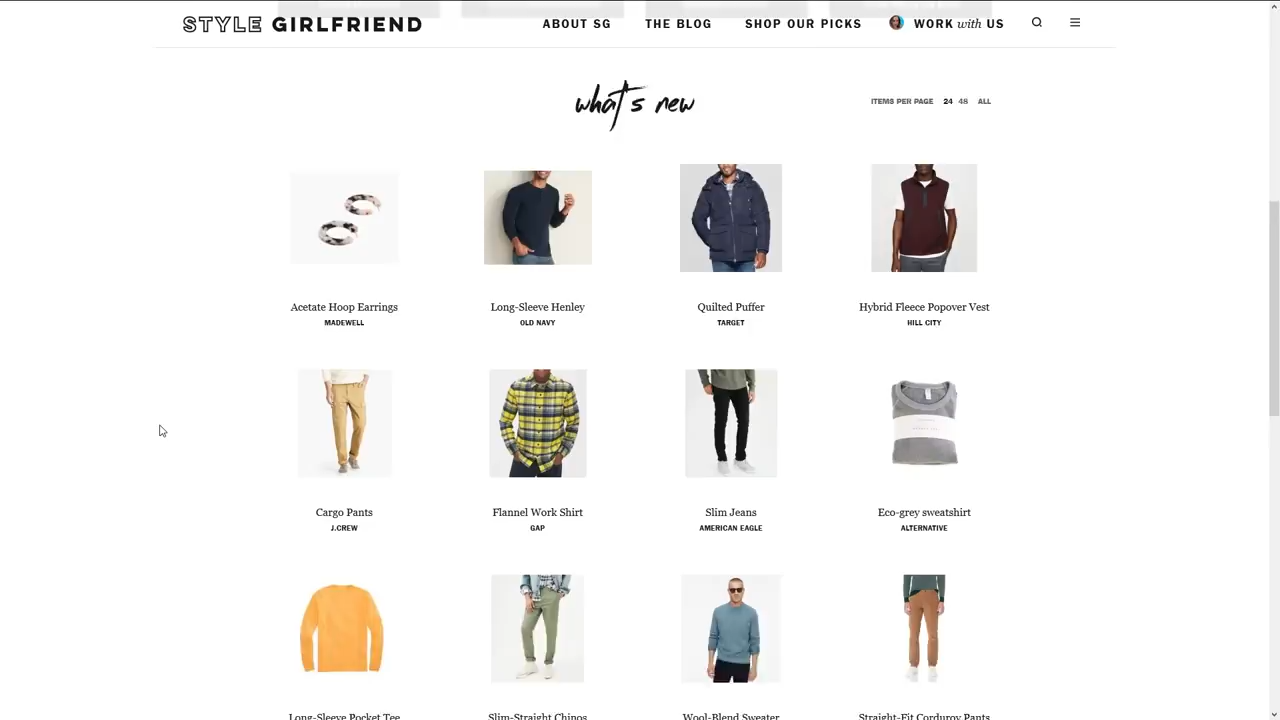 STYLE GIRLFRIEND
ABOUT SG THE BLOG SHOP OUR PICKS WORK with US
what's new
ITEMS PER PAGE 24 48 ALL
Acetate Hoop Earrings Long-Sleeve Henley Quilted Puffer Hybrid Fleece Popover Vest
MADEWELL OLD NAVY TARGET HILL CITY
Cargo Pants Flannel Work Shirt Slim Jeans Eco-grey sweatshirt
J.CREW GAP AMERICAN EAGLE ALTERNATIVE
Long-Sleeve Pocket Tee Slim-Straight Chinos Wool-Blend Sweater Straight-Fit Corduroy Pants